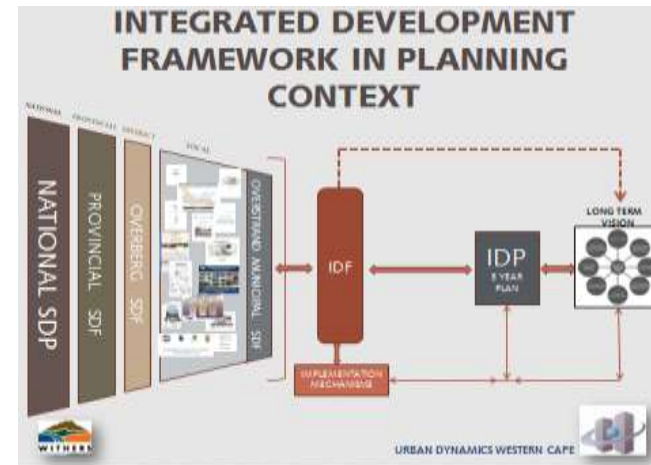 INTEGRATED DEVELOPMENT
FRAMEWORK IN PLANNING
CONTEXT
NATIONAL
PROVINCIAL
DISTRICT
LOCAL
NATIONAL SDP
PROVINCIAL SDF
OVERBERG SDF
OVERSTRAND MUNICIPAL SDF
IDF
IMPLEMENTATION
MECHANISMS
IDP
5 YEAR
PLAN
LONG TERM
VISION
WITHERS
URBAN DYNAMICS WESTERN CAPE